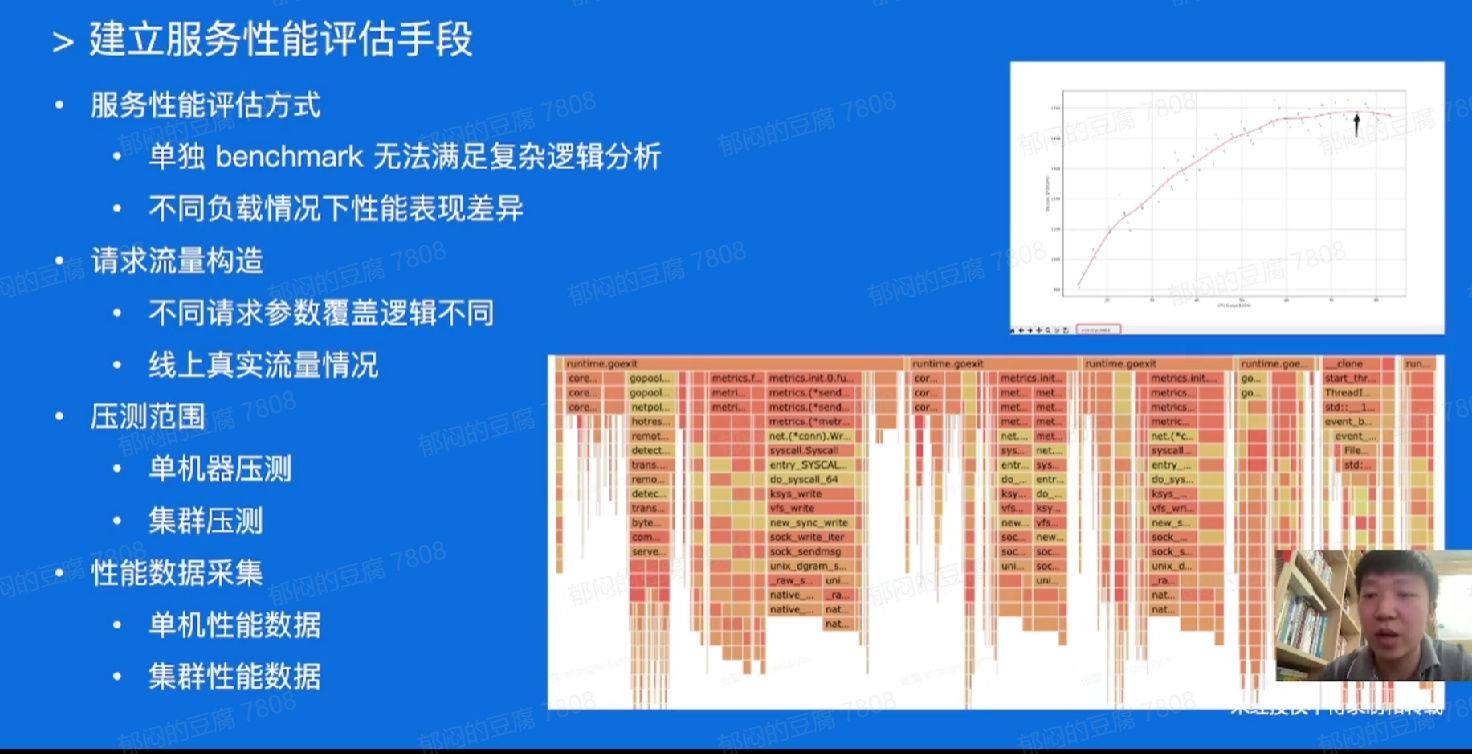 > 建立服务性能评估手段
• 服务性能评估方式
• 单独 benchmark 无法满足复杂逻辑分析
• 不同负载情况下性能表现差异
• 请求流量构造
• 不同请求参数覆盖逻辑不同
• 线上真实流量情况
• 压测范围
• 单机器压测
• 集群压测
• 性能数据采集
• 单机性能数据
• 集群性能数据
runtime.goexit runtime.goexit runtime.goexit runtime.goe... __clone run...
core... gopool... metrics.f... metrics.init.0.fu... cor... metrics.init... metrics.init.... go... start_thr...
core... gopool... metri... metrics.(*send... cor... met... met... metrics... go... ThreadI...
core... netpol... metri... metrics.(*send... cor... met... met... metrics... std::__1...
hotres... metrics.(*metr... met... met... metric... event_b...
remot... net.(*conn).Wr... net.... met... net.(*c... event_...
detect... syscall.Syscall sys... net... syscall... File...
trans... entry_SYSCAL... entr... sys... entry_... std:...
remo... do_syscall_64 do_... entr... do_sys...
detec... ksys_write ksy... do_... ksys_...
trans... vfs_write vfs... ksy... vfs_wri...
byte... new_sync_write new... vfs... new_s...
com... sock_write_iter soc... new... sock_...
serve... sock_sendmsg soc... soc... sock_s...
unix_dgram_s... uni... soc... unix_d...
_raw_s... uni... uni... _ra...
native_... _ra... nat...
native_... nat... nat...
nat...
郁闷的豆腐 7808